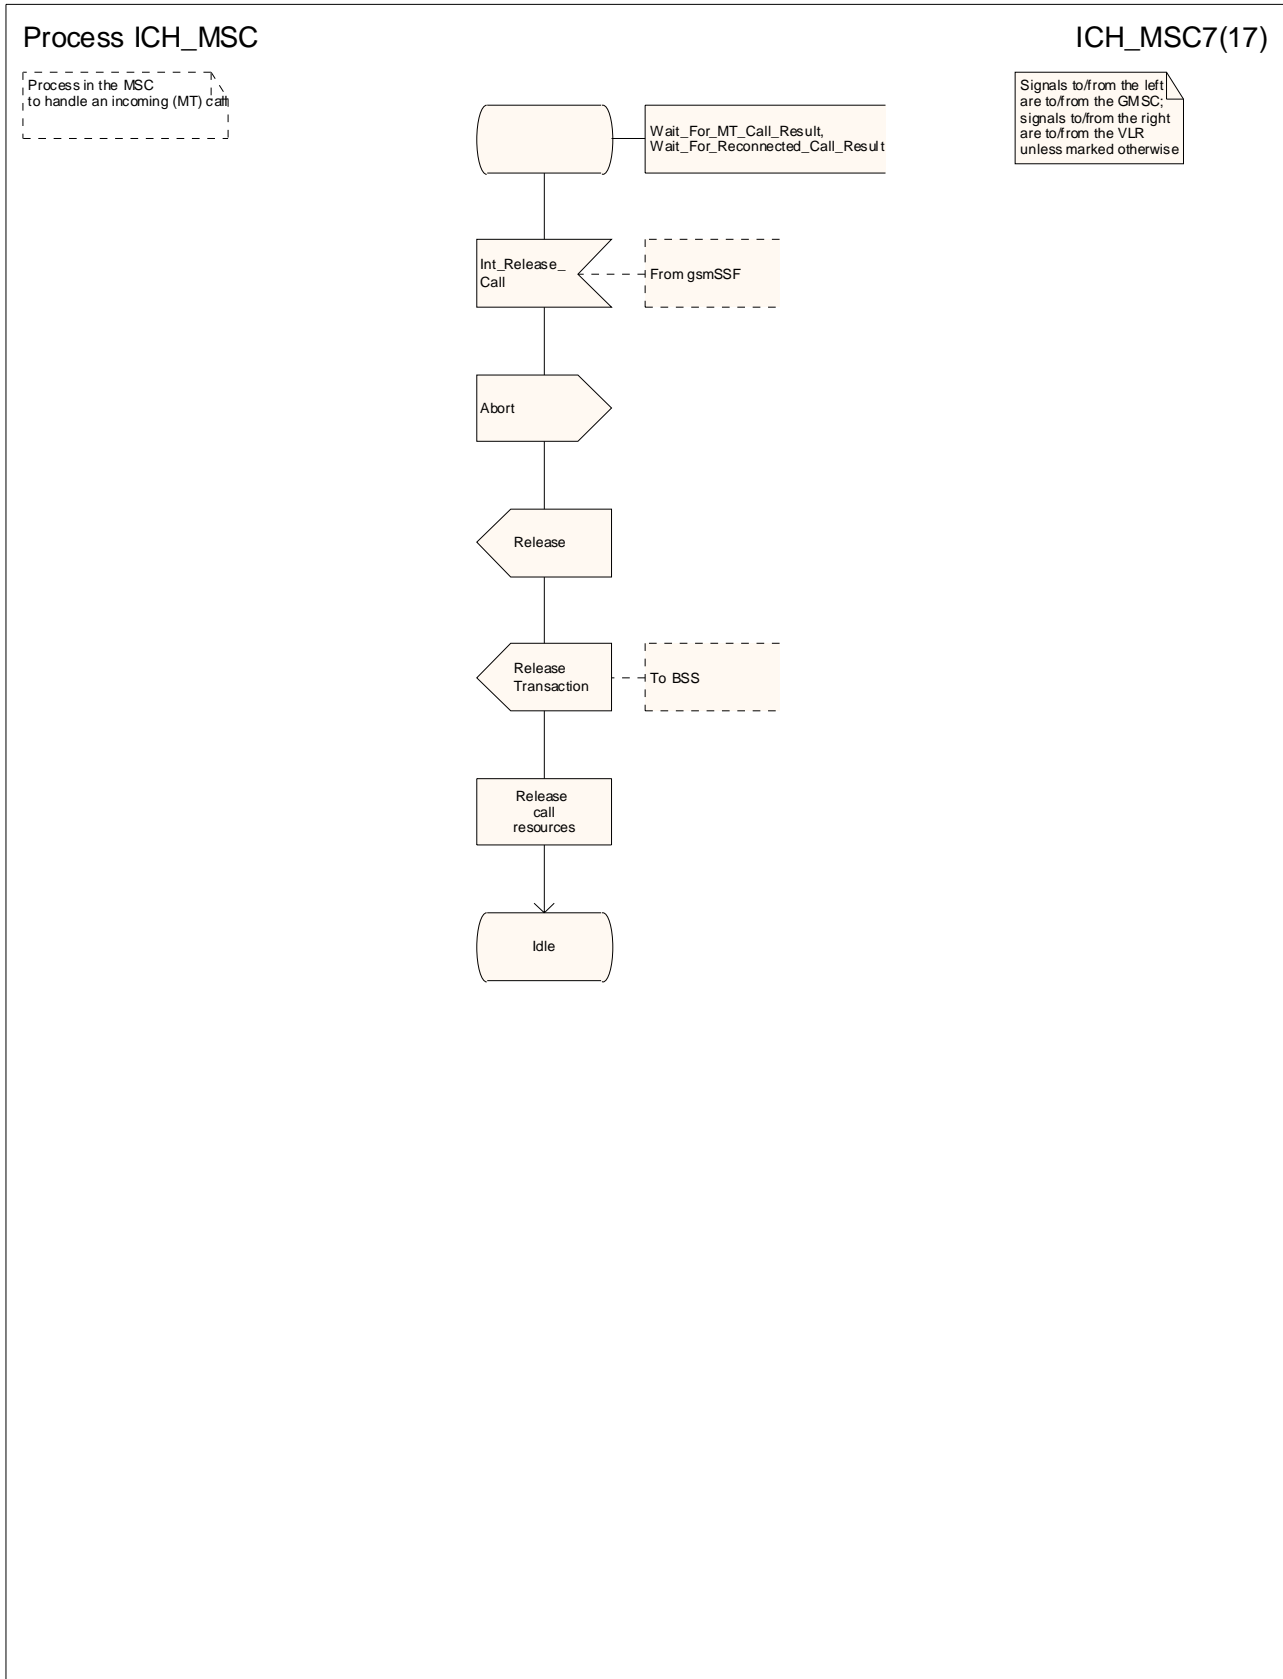 Process ICH_MSC
ICH_MSC7(17)
Process in the MSC
to handle an incoming (MT) call
Signals to/from the left
are to/from the GMSC;
signals to/from the right
are to/from the VLR
unless marked otherwise
Wait_For_MT_Call_Result,
Wait_For_Reconnected_Call_Result
Int_Release_
Call
From gsmSSF
Abort
Release
Release
Transaction
To BSS
Release
call
resources
Idle